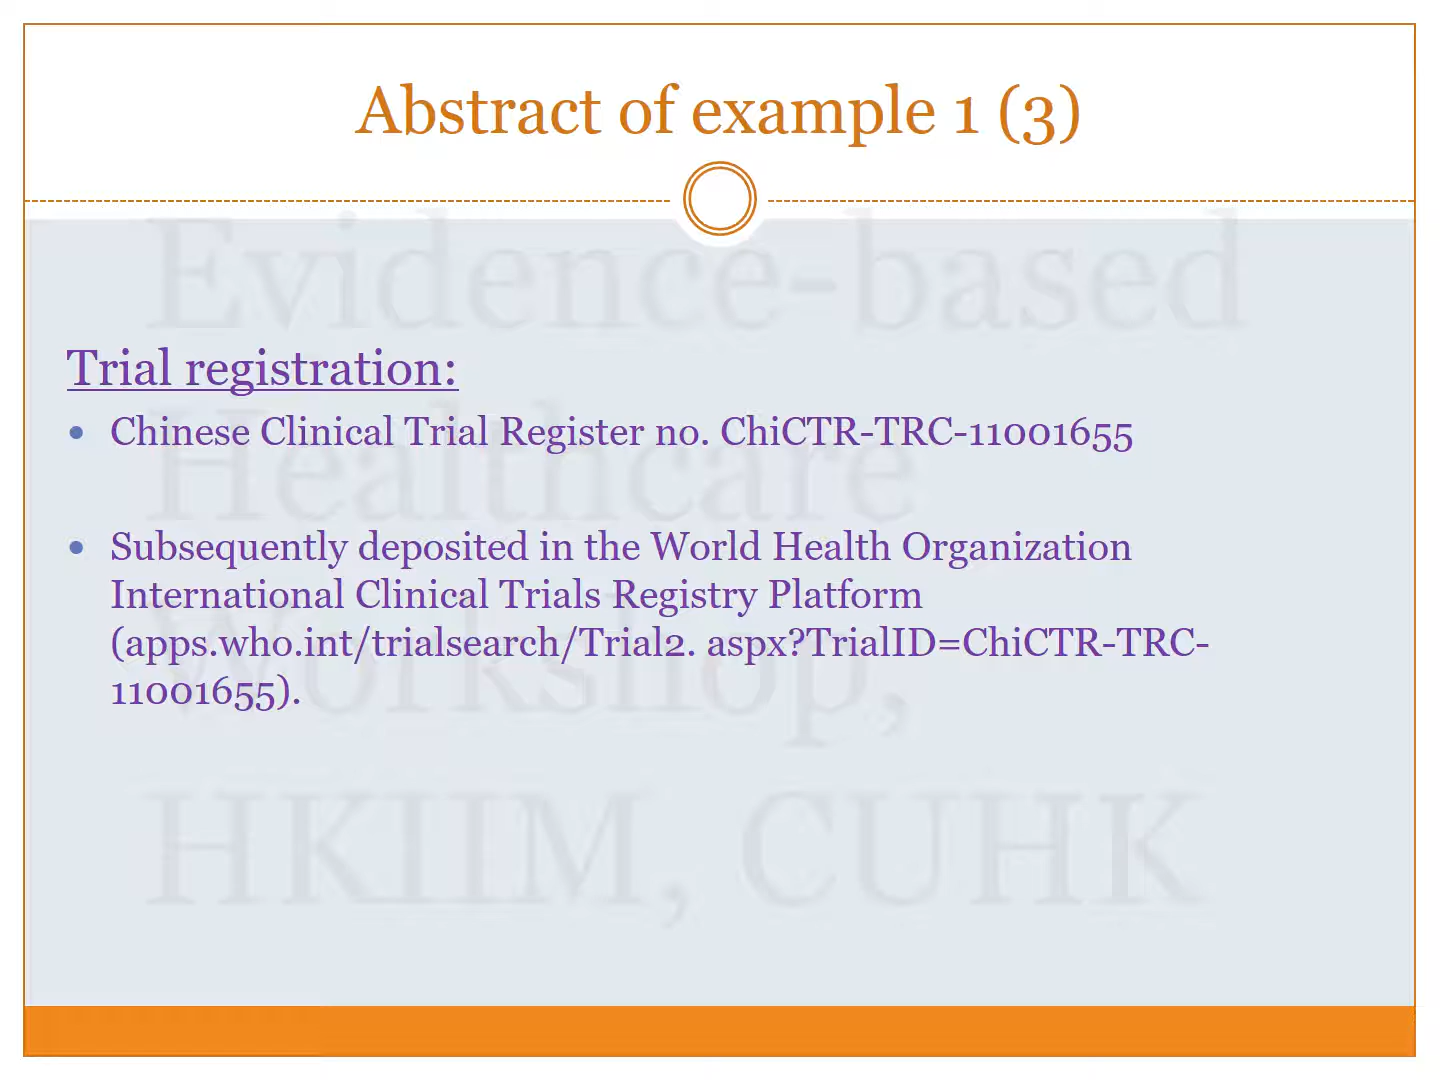 Abstract of example 1 (3)
Evidence-based
Healthcare
Workshop,
HKIIM, CUHK
Trial registration:
• Chinese Clinical Trial Register no. ChiCTR-TRC-11001655
• Subsequently deposited in the World Health Organization
International Clinical Trials Registry Platform
(apps.who.int/trialsearch/Trial2. aspx?TrialID=ChiCTR-TRC-
11001655).